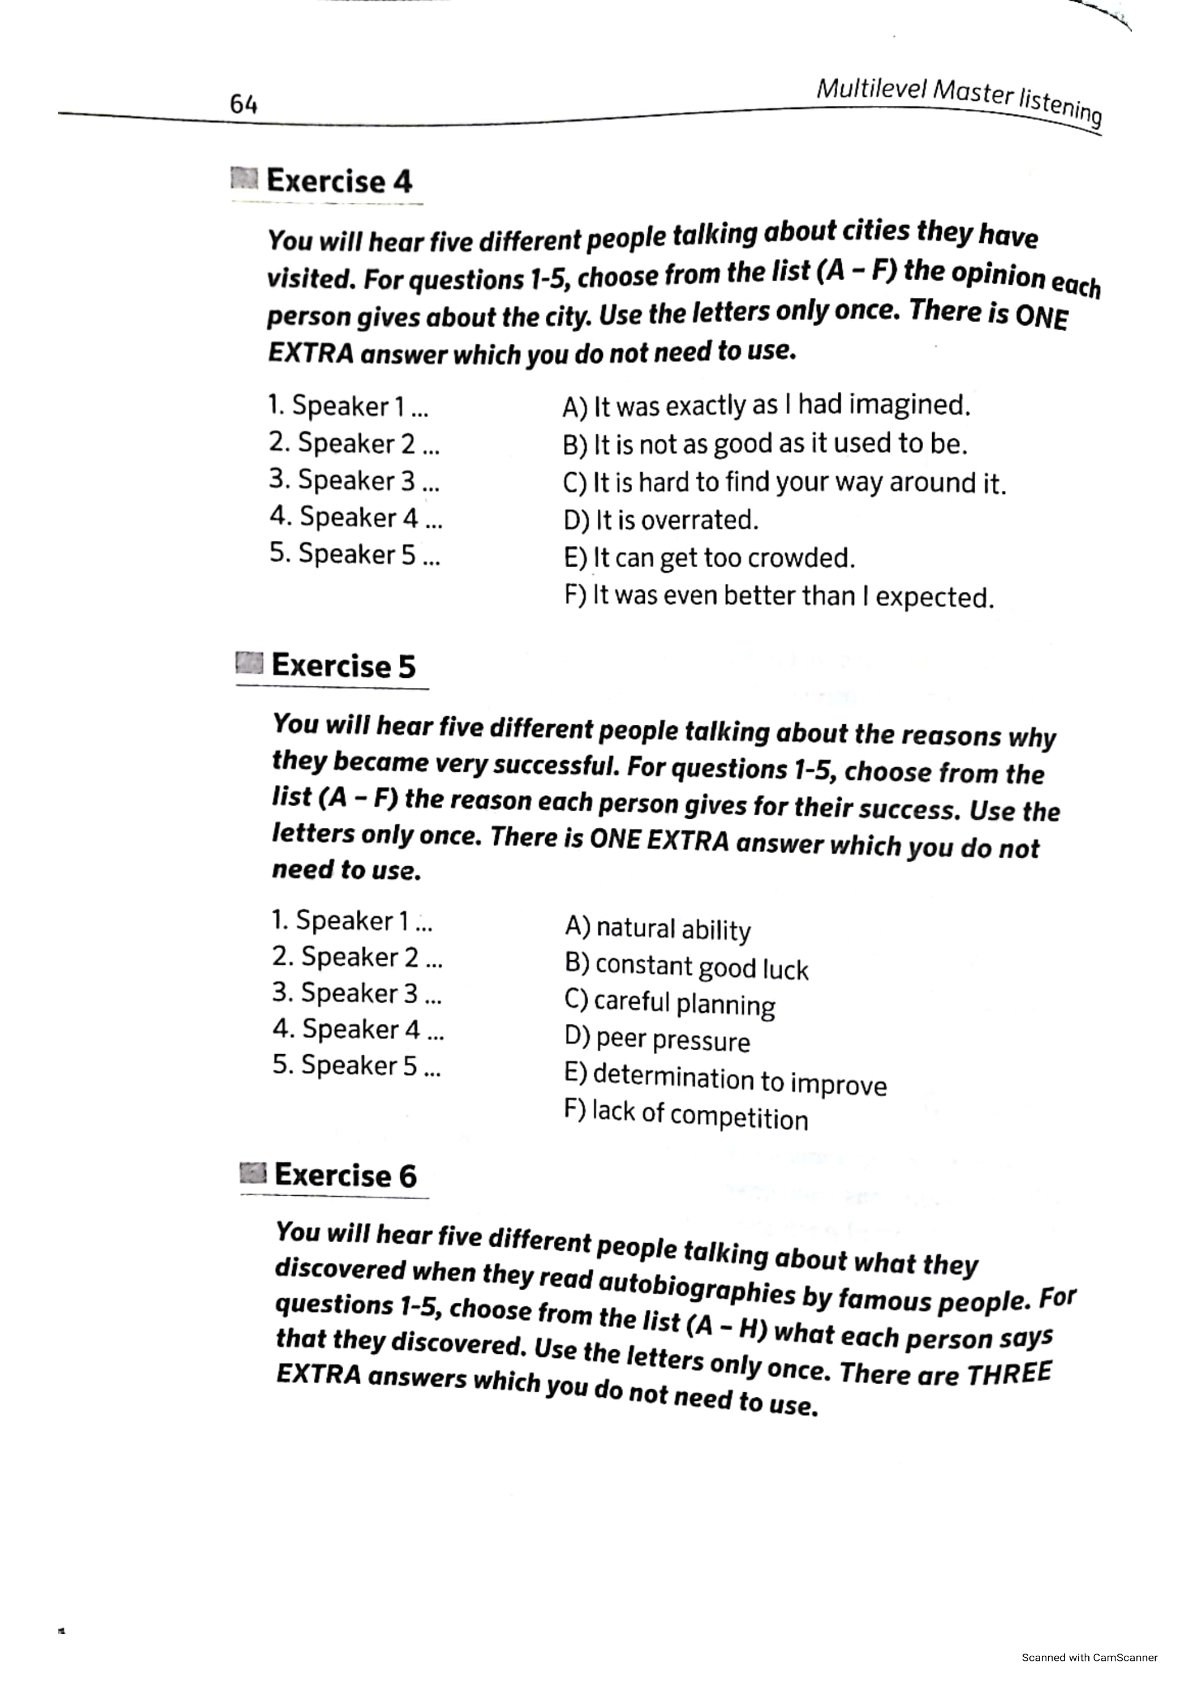 64
Multilevel Master listening
Exercise 4
You will hear five different people talking about cities they have
visited. For questions 1-5, choose from the list (A – F) the opinion each
person gives about the city. Use the letters only once. There is ONE
EXTRA answer which you do not need to use.
1. Speaker 1 ...
2. Speaker 2 ...
3. Speaker 3 ...
4. Speaker 4 ...
5. Speaker 5 ...
A) It was exactly as I had imagined.
B) It is not as good as it used to be.
C) It is hard to find your way around it.
D) It is overrated.
E) It can get too crowded.
F) It was even better than I expected.
Exercise 5
You will hear five different people talking about the reasons why
they became very successful. For questions 1-5, choose from the
list (A – F) the reason each person gives for their success. Use the
letters only once. There is ONE EXTRA answer which you do not
need to use.
1. Speaker 1 ...
2. Speaker 2 ...
3. Speaker 3 ...
4. Speaker 4 ...
5. Speaker 5 ...
A) natural ability
B) constant good luck
C) careful planning
D) peer pressure
E) determination to improve
F) lack of competition
Exercise 6
You will hear five different people talking about what they
discovered when they read autobiographies by famous people. For
questions 1-5, choose from the list (A – H) what each person says
that they discovered. Use the letters only once. There are THREE
EXTRA answers which you do not need to use.
Scanned with CamScanner